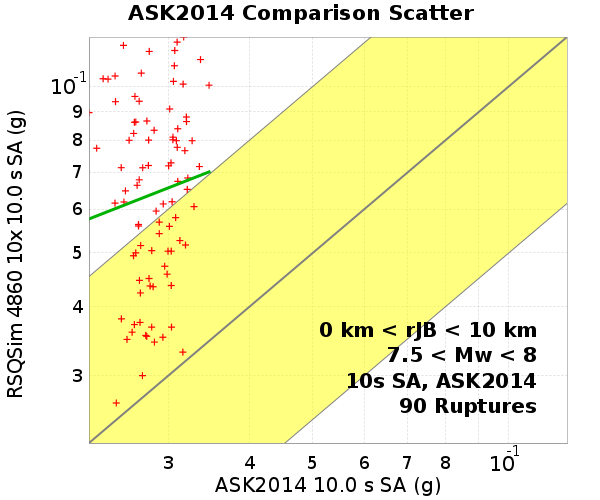 ASK2014 Comparison Scatter
RSQSim 4860 10x 10.0 s SA (g)
10⁻¹
9
8
7
6
5
4
3
0 km < rJB < 10 km
7.5 < Mw < 8
10s SA, ASK2014
90 Ruptures
3 4 5 6 7 8 10⁻¹
ASK2014 10.0 s SA (g)